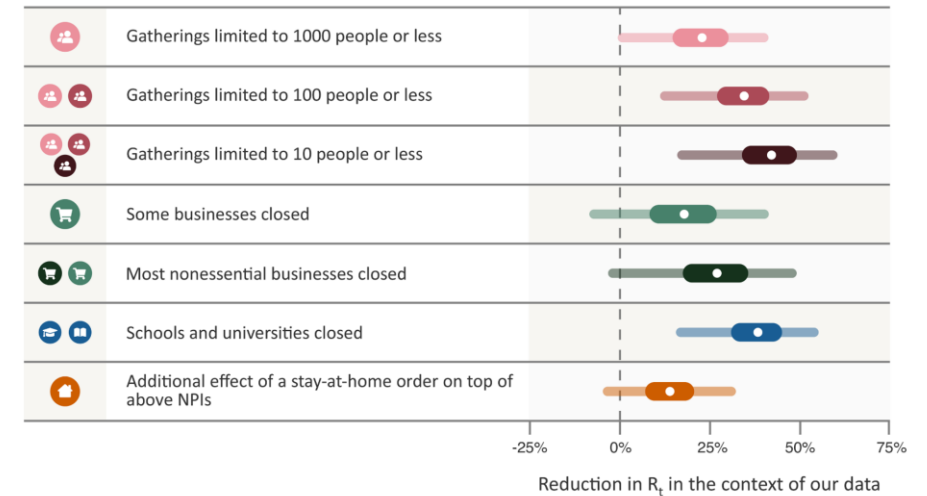 Gatherings limited to 1000 people or less
Gatherings limited to 100 people or less
Gatherings limited to 10 people or less
Some businesses closed
Most nonessential businesses closed
Schools and universities closed
Additional effect of a stay-at-home order on top of
above NPIs
-25% 0% 25% 50% 75%
Reduction in Rt in the context of our data